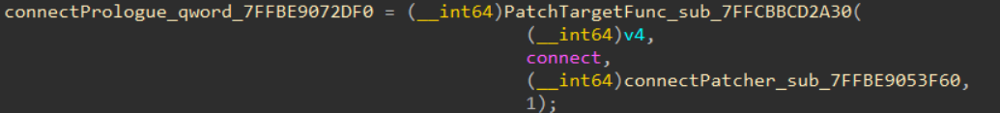 connectPrologue_qword_7FFBE9072DF0 = (__int64)PatchTargetFunc_sub_7FFCBBCD2A30(
(__int64)v4,
connect,
(__int64)connectPatcher_sub_7FFBE9053F60,
1);